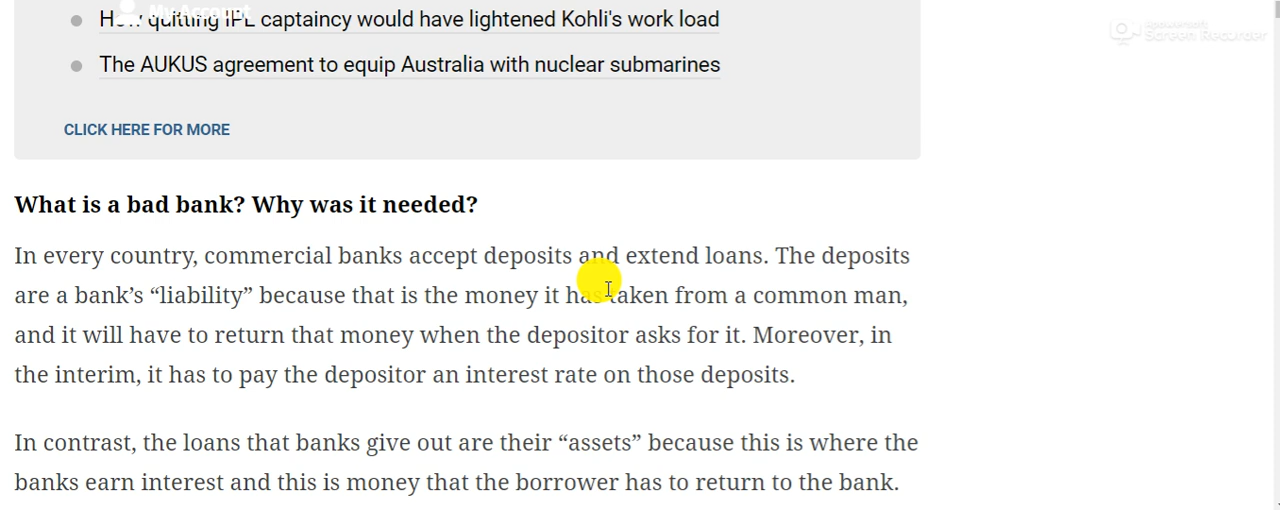 My Account
How quitting IPL captaincy would have lightened Kohli's work load
The AUKUS agreement to equip Australia with nuclear submarines
CLICK HERE FOR MORE
What is a bad bank? Why was it needed?
In every country, commercial banks accept deposits and extend loans. The deposits
are a bank’s “liability” because that is the money it has taken from a common man,
and it will have to return that money when the depositor asks for it. Moreover, in
the interim, it has to pay the depositor an interest rate on those deposits.
In contrast, the loans that banks give out are their “assets” because this is where the
banks earn interest and this is money that the borrower has to return to the bank.
Apowersoft
Screen Recorder